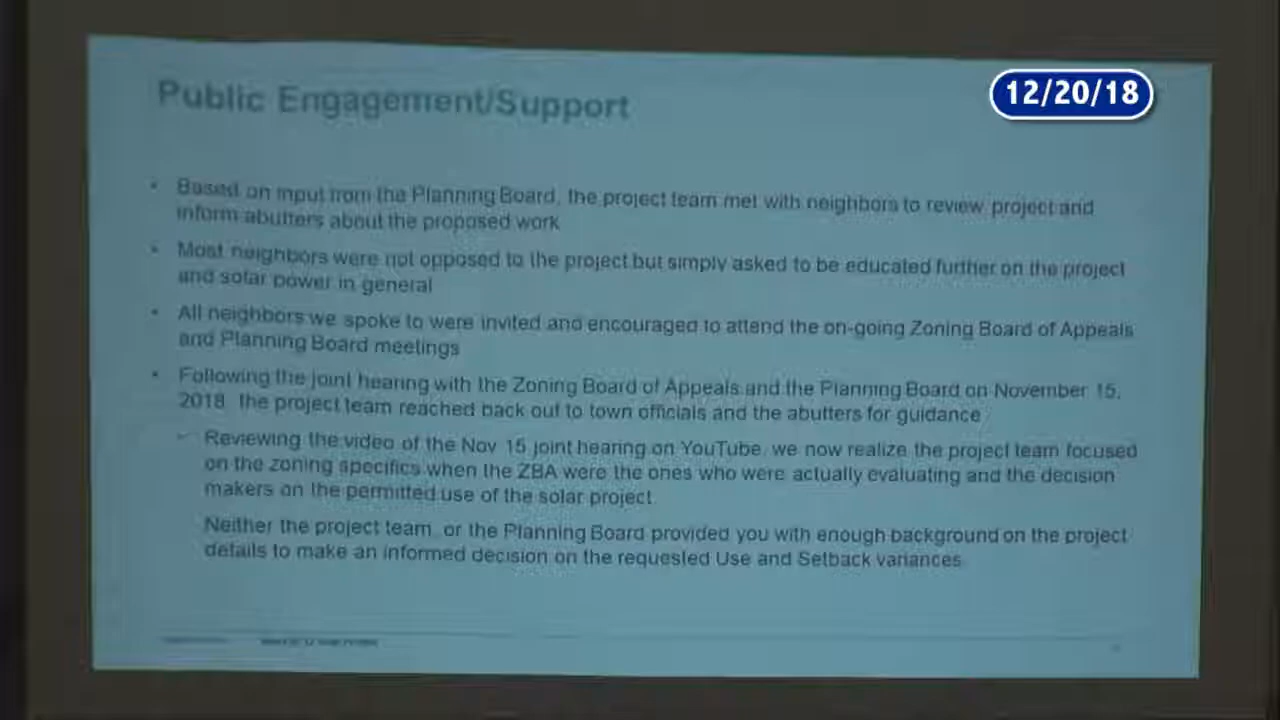 Public Engagement/Support
12/20/18
• Based on input from the Planning Board, the project team met with neighbors to review project and
inform abutters about the proposed work
• Most neighbors were not opposed to the project but simply asked to be educated further on the project
and solar power in general
• All neighbors we spoke to were invited and encouraged to attend the on-going Zoning Board of Appeals
and Planning Board meetings
• Following the joint hearing with the Zoning Board of Appeals and the Planning Board on November 15,
2018, the project team reached back out to town officials and the abutters for guidance
– Reviewing the video of the Nov 15 joint hearing on YouTube, we now realize the project team focused
on the zoning specifics when the ZBA were the ones who were actually evaluating and the decision
makers on the permitted use of the solar project.
Neither the project team, or the Planning Board provided you with enough background on the project
details to make an informed decision on the requested Use and Setback variances.